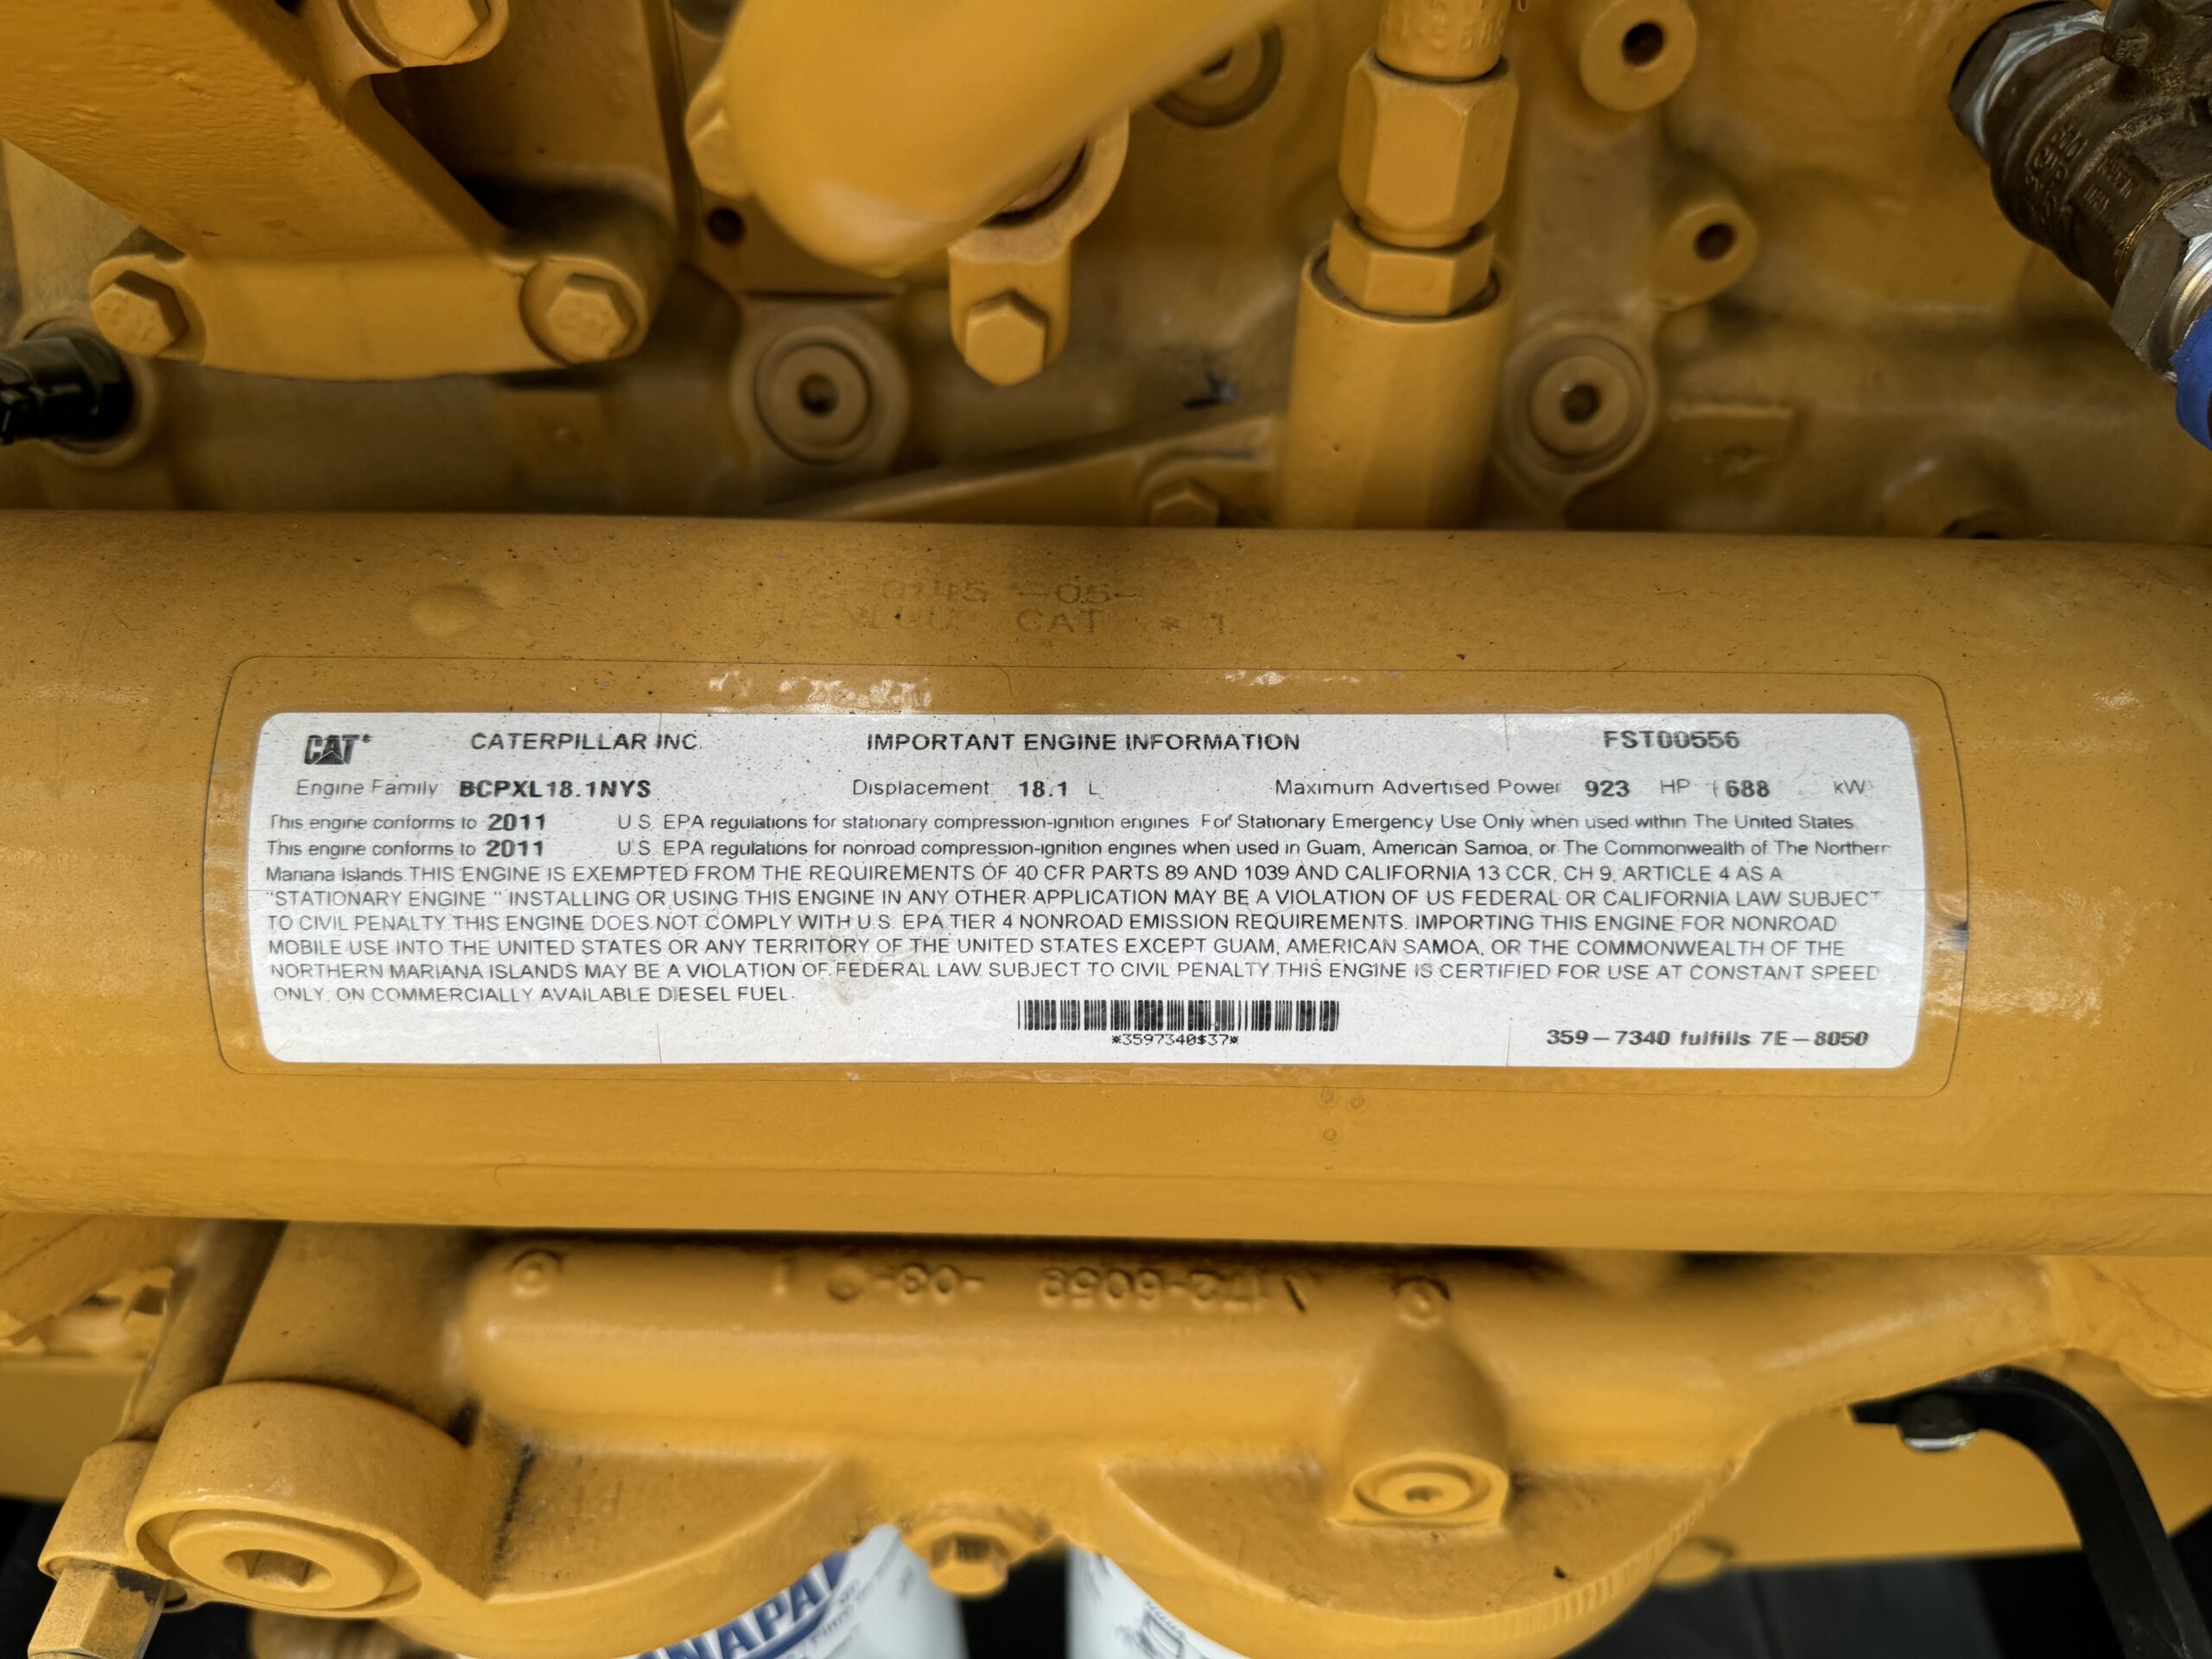 CAT
CAT CATERPILLAR INC. IMPORTANT ENGINE INFORMATION FST00556
Engine Family BCPXL18.1NYS Displacement 18.1 L Maximum Advertised Power 923 HP ( 688 kW)
This engine conforms to 2011 U.S. EPA regulations for stationary compression-ignition engines. For Stationary Emergency Use Only when used within The United States.
This engine conforms to 2011 U.S. EPA regulations for nonroad compression-ignition engines when used in Guam, American Samoa, or The Commonwealth of The Northern
Mariana Islands. THIS ENGINE IS EXEMPTED FROM THE REQUIREMENTS OF 40 CFR PARTS 89 AND 1039 AND CALIFORNIA 13 CCR, CH 9, ARTICLE 4 AS A
"STATIONARY ENGINE." INSTALLING OR USING THIS ENGINE IN ANY OTHER APPLICATION MAY BE A VIOLATION OF US FEDERAL OR CALIFORNIA LAW SUBJECT
TO CIVIL PENALTY. THIS ENGINE DOES NOT COMPLY WITH U.S. EPA TIER 4 NONROAD EMISSION REQUIREMENTS. IMPORTING THIS ENGINE FOR NONROAD
MOBILE USE INTO THE UNITED STATES OR ANY TERRITORY OF THE UNITED STATES EXCEPT GUAM, AMERICAN SAMOA, OR THE COMMONWEALTH OF THE
NORTHERN MARIANA ISLANDS MAY BE A VIOLATION OF FEDERAL LAW SUBJECT TO CIVIL PENALTY. THIS ENGINE IS CERTIFIED FOR USE AT CONSTANT SPEED
ONLY, ON COMMERCIALLY AVAILABLE DIESEL FUEL.
*3597340$37*
359-7340 fulfills 7E-8050